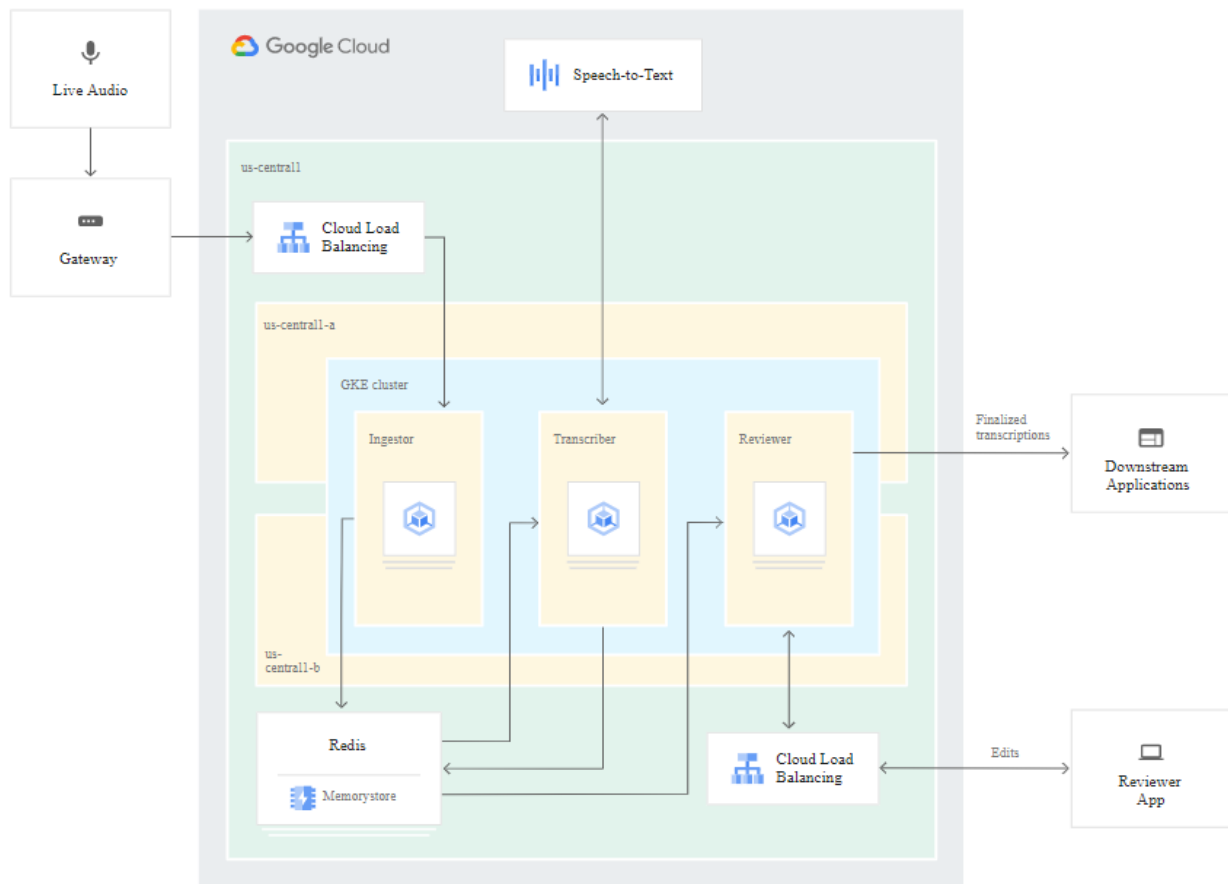 Google Cloud
Live Audio
Speech-to-Text
us-central1
Gateway
Cloud Load
Balancing
us-central1-a
GKE cluster
Ingestor
Transcriber
Reviewer
Finalized
transcriptions
Downstream
Applications
us-
central1-b
Redis
Memorystore
Cloud Load
Balancing
Edits
Reviewer
App